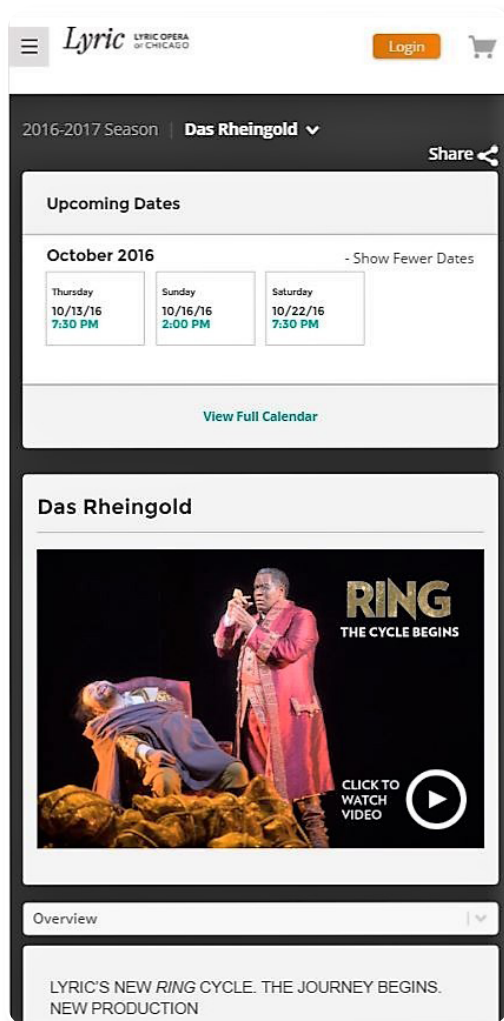 Lyric LYRIC OPERA
OF CHICAGO
Login
2016-2017 Season | Das Rheingold
Share
Upcoming Dates
October 2016
- Show Fewer Dates
Thursday
10/13/16
7:30 PM
Sunday
10/16/16
2:00 PM
Saturday
10/22/16
7:30 PM
View Full Calendar
Das Rheingold
RING
THE CYCLE BEGINS
CLICK TO
WATCH
VIDEO
Overview
LYRIC'S NEW RING CYCLE. THE JOURNEY BEGINS.
NEW PRODUCTION